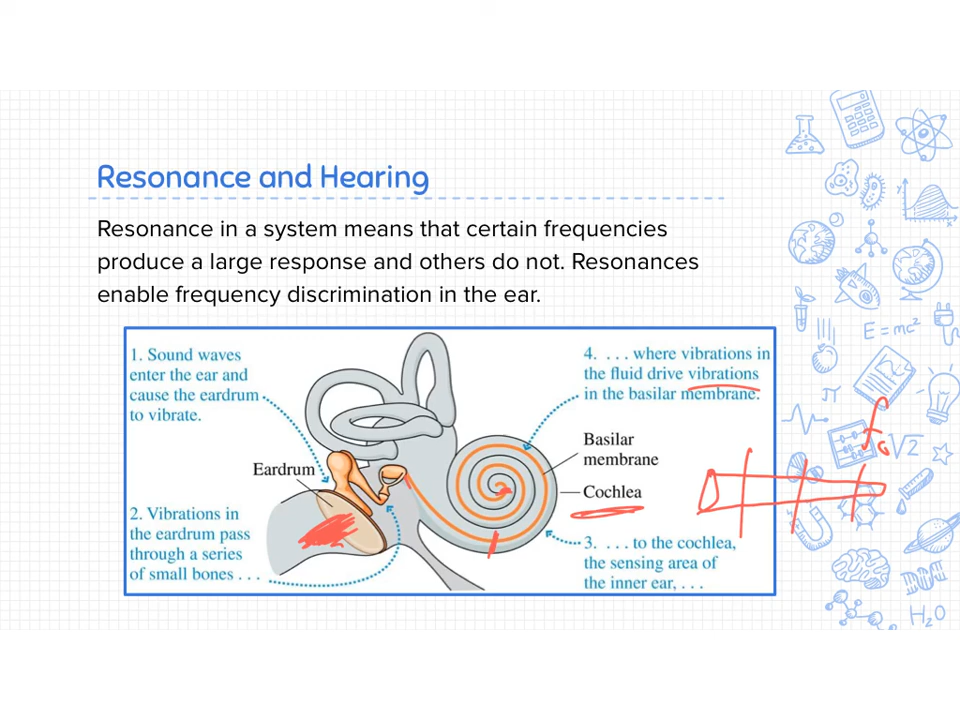 Resonance and Hearing
Resonance in a system means that certain frequencies
produce a large response and others do not. Resonances
enable frequency discrimination in the ear.
1. Sound waves
enter the ear and
cause the eardrum
to vibrate.
Eardrum
2. Vibrations in
the eardrum pass
through a series
of small bones . . .
4. . . . where vibrations in
the fluid drive vibrations
in the basilar membrane.
Basilar
membrane
Cochlea
3. . . . to the cochlea,
the sensing area of
the inner ear, . . .
y
x
E=mc²
π
√2
H₂O